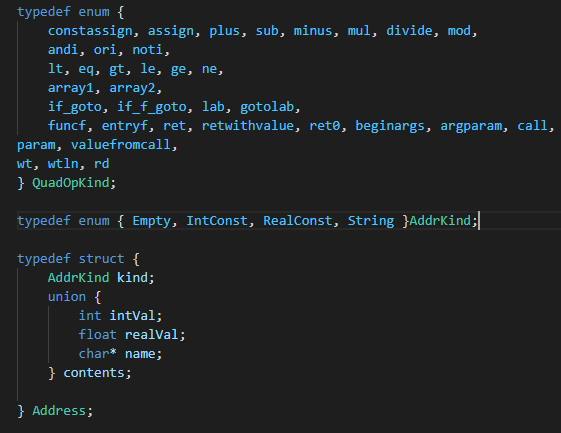 typedef enum {
    constassign, assign, plus, sub, minus, mul, divide, mod,
    andi, ori, noti,
    lt, eq, gt, le, ge, ne,
    array1, array2,
    if_goto, if_f_goto, lab, gotolab,
    funcf, entryf, ret, retwithvalue, ret0, beginargs, argparam, call,
param, valuefromcall,
wt, wtln, rd
} QuadOpKind;

typedef enum { Empty, IntConst, RealConst, String }AddrKind;

typedef struct {
    AddrKind kind;
    union {
        int intVal;
        float realVal;
        char* name;
    } contents;

} Address;